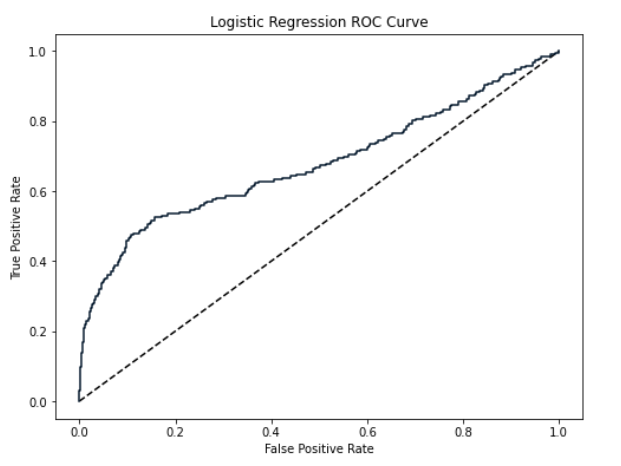 Logistic Regression ROC Curve
1.0
0.8
0.6
0.4
0.2
0.0
True Positive Rate
0.0 0.2 0.4 0.6 0.8 1.0
False Positive Rate